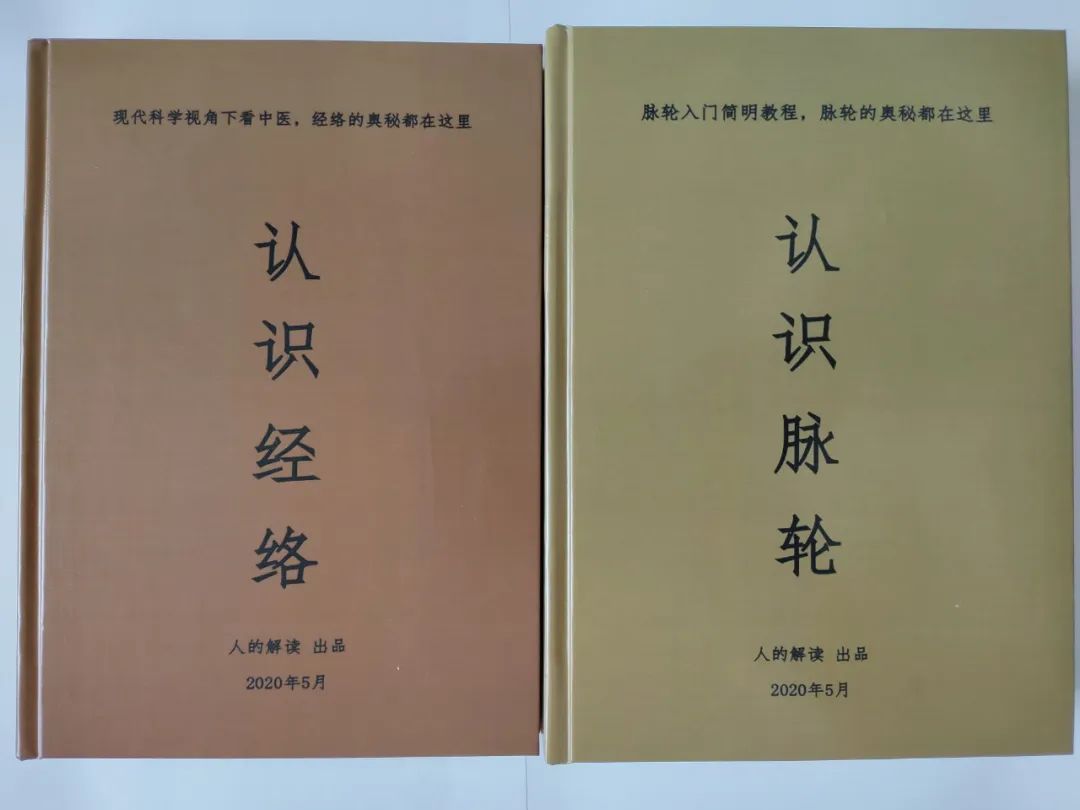 现代科学视角下看中医，经络的奥秘都在这里
认识经络
人的解读 出品
2020年5月
脉轮入门简明教程，脉轮的奥秘都在这里
认识脉轮
人的解读 出品
2020年5月